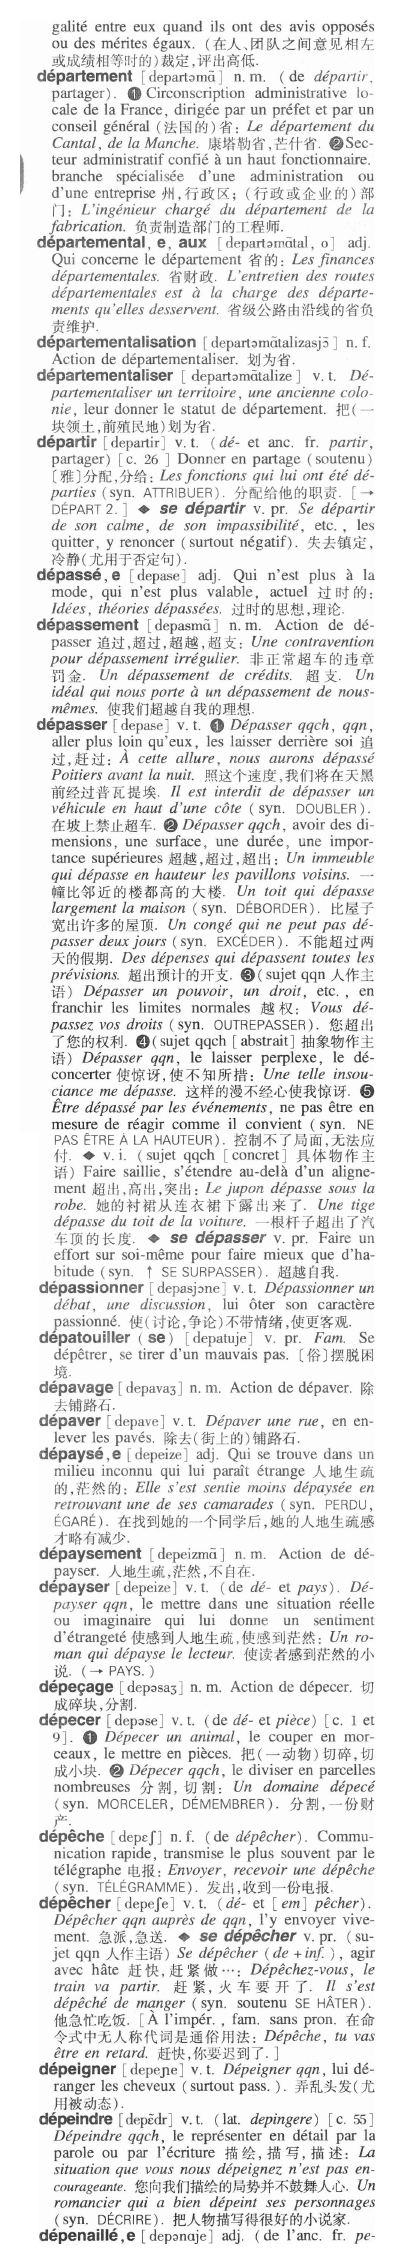 galité entre eux quand ils ont des avis opposés
ou des mérites égaux. (在人、团队之间意见相左
或成绩相等时的)裁定,评出高低.
département [departəmɑ̃] n. m. (de départir,
partager). ❶ Circonscription administrative lo-
cale de la France, dirigée par un préfet et par un
conseil général (法国的)省: Le département du
Cantal, de la Manche. 康塔勒省,芒什省. ❷Sec-
teur administratif confié à un haut fonctionnaire.
branche spécialisée d'une administration ou
d'une entreprise 州,行政区; (行政或企业的)部
门: L'ingénieur chargé du département de la
fabrication. 负责制造部门的工程师.
départemental, e, aux [departəmɑ̃tal, o] adj.
Qui concerne le département 省的: Les finances
départementales. 省财政. L'entretien des routes
départementales est à la charge des départe-
ments qu'elles desservent. 省级公路由沿线的省负
责维护.
départementalisation [departəmɑ̃talizasjɔ̃] n. f.
Action de départementaliser. 划为省.
départementaliser [departəmɑ̃talize] v. t. Dé-
partementaliser un territoire, une ancienne colo-
nie, leur donner le statut de département. 把(一
块领土,前殖民地)划为省.
départir [departir] v. t. (dé- et anc. fr. partir,
partager) [c. 26 ] Donner en partage (soutenu)
〔雅〕分配,分给: Les fonctions qui lui ont été dé-
parties (syn. ATTRIBUER). 分配给他的职责. [→
DÉPART 2. ] ◆ se départir v. pr. Se départir
de son calme, de son impassibilité, etc. , les
quitter, y renoncer (surtout négatif). 失去镇定,
冷静(尤用于否定句).
dépassé, e [depase] adj. Qui n'est plus à la
mode, qui n'est plus valable, actuel 过时的:
Idées, théories dépassées. 过时的思想,理论.
dépassement [depasmɑ̃] n. m. Action de dé-
passer 追过,超过,超越,超支: Une contravention
pour dépassement irrégulier. 非正常超车的违章
罚金. Un dépassement de crédits. 超支. Un
idéal qui nous porte à un dépassement de nous-
mêmes. 使我们超越自我的理想.
dépasser [depase] v. t. ❶ Dépasser qqch, qqn,
aller plus loin qu'eux, les laisser derrière soi 追
过,赶过: À cette allure, nous aurons dépassé
Poitiers avant la nuit. 照这个速度,我们将在天黑
前经过普瓦提埃. Il est interdit de dépasser un
véhicule en haut d'une côte (syn. DOUBLER).
在坡上禁止超车. ❷ Dépasser qqch, avoir des di-
mensions, une surface, une durée, une impor-
tance supérieures 超越,超过,超出: Un immeuble
qui dépasse en hauteur les pavillons voisins. 一
幢比邻近的楼都高的大楼. Un toit qui dépasse
largement la maison (syn. DÉBORDER). 比屋子
宽出许多的屋顶. Un congé qui ne peut pas dé-
passer deux jours (syn. EXCÉDER). 不能超过两
天的假期. Des dépenses qui dépassent toutes les
prévisions. 超出预计的开支. ❸(sujet qqn 人作主
语) Dépasser un pouvoir, un droit, etc. , en
franchir les limites normales 越权: Vous dé-
passez vos droits (syn. OUTREPASSER). 您超出
了您的权利. ❹(sujet qqch [abstrait] 抽象物作主
语) Dépasser qqn, le laisser perplexe, le dé-
concerter 使惊讶,使不知所措: Une telle insou-
ciance me dépasse. 这样的漫不经心使我惊讶. ❺
Être dépassé par les événements, ne pas être en
mesure de réagir comme il convient (syn. NE
PAS ÊTRE À LA HAUTEUR). 控制不了局面,无法应
付. ◆ v. i. (sujet qqch [concret] 具体物作主
语) Faire saillie, s'étendre au-delà d'un aligne-
ment 超出,高出,突出: Le jupon dépasse sous la
robe. 她的衬裙从连衣裙下露出来了. Une tige
dépasse du toit de la voiture. 一根杆子超出了汽
车顶的长度. ◆ se dépasser v. pr. Faire un
effort sur soi-même pour faire mieux que d'ha-
bitude (syn. ↑ SE SURPASSER). 超越自我.
dépassionner [depasjɔne] v. t. Dépassionner un
débat, une discussion, lui ôter son caractère
passionné. 使(讨论,争论)不带情绪,使更客观.
dépatouiller ( se ) [depatuje] v. pr. Fam. Se
dépêtrer, se tirer d'un mauvais pas. 〔俗〕摆脱困
境.
dépavage [depavaʒ] n. m. Action de dépaver. 除
去铺路石.
dépaver [depave] v. t. Dépaver une rue, en en-
lever les pavés. 除去(街上的)铺路石.
dépaysé, e [depeize] adj. Qui se trouve dans un
milieu inconnu qui lui paraît étrange 人地生疏
的,茫然的: Elle s'est sentie moins dépaysée en
retrouvant une de ses camarades (syn. PERDU,
ÉGARÉ). 在找到她的一个同学后,她的人地生疏感
才略有减少.
dépaysement [depeizmɑ̃] n. m. Action de dé-
payser. 人地生疏,茫然,不自在.
dépayser [depeize] v. t. (de dé- et pays). Dé-
payser qqn, le mettre dans une situation réelle
ou imaginaire qui lui donne un sentiment
d'étrangeté 使感到人地生疏,使感到茫然: Un ro-
man qui dépayse le lecteur. 使读者感到茫然的小
说. (→ PAYS. )
dépeçage [depəsaʒ] n. m. Action de dépecer. 切
成碎块,分割.
dépecer [depəse] v. t. (de dé- et pièce) [c. 1 et
9]. ❶ Dépecer un animal, le couper en mor-
ceaux, le mettre en pièces. 把(一动物)切碎,切
成小块. ❷ Dépecer qqch, le diviser en parcelles
nombreuses 分割,切割: Un domaine dépecé
(syn. MORCELER, DÉMEMBRER). 分割,一份财
产.
dépêche [depɛʃ] n. f. (de dépêcher). Commu-
nication rapide, transmise le plus souvent par le
télégraphe 电报: Envoyer, recevoir une dépêche
(syn. TÉLÉGRAMME). 发出,收到一份电报.
dépêcher [depeʃe] v. t. (dé- et [em] pêcher).
Dépêcher qqn auprès de qqn, l'y envoyer vive-
ment. 急派,急送. ◆ se dépêcher v. pr. (su-
jet qqn 人作主语) Se dépêcher (de + inf. ), agir
avec hâte 赶快,赶紧做…: Dépêchez-vous, le
train va partir. 赶紧,火车要开了. Il s'est
dépêché de manger (syn. soutenu SE HÂTER).
他急忙吃饭. [À l'impér. , fam. sans pron. 在命
令式中无人称代词是通俗用法: Dépêche, tu vas
être en retard. 赶快,你要迟到了. ]
dépeigner [depeɲe] v. t. Dépeigner qqn, lui dé-
ranger les cheveux (surtout pass. ). 弄乱头发(尤
用被动态).
dépeindre [depɛ̃dr] v. t. (lat. depingere) [c. 55]
Dépeindre qqch, le représenter en détail par la
parole ou par l'écriture 描绘,描写,描述: La
situation que vous nous dépeignez n'est pas en-
courageante. 您向我们描绘的局势并不鼓舞人心. Un
romancier qui a bien dépeint ses personnages
(syn. DÉCRIRE). 把人物描写得很好的小说家.
dépenaillé, e [depənaje] adj. (de l'anc. fr. pe-